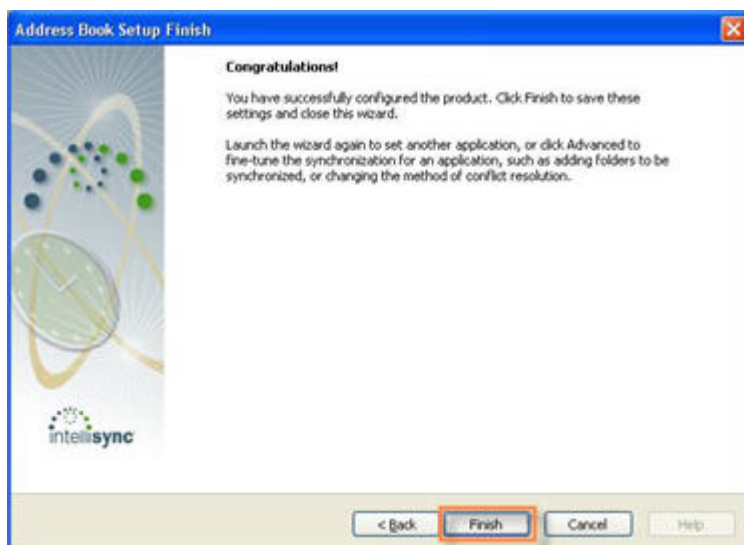 Address Book Setup Finish
Congratulations!
You have successfully configured the product. Click Finish to save these
settings and close this wizard.
Launch the wizard again to set another application, or click Advanced to
fine-tune the synchronization for an application, such as adding folders to be
synchronized, or changing the method of conflict resolution.
intellisync
< Back
Finish
Cancel
Help